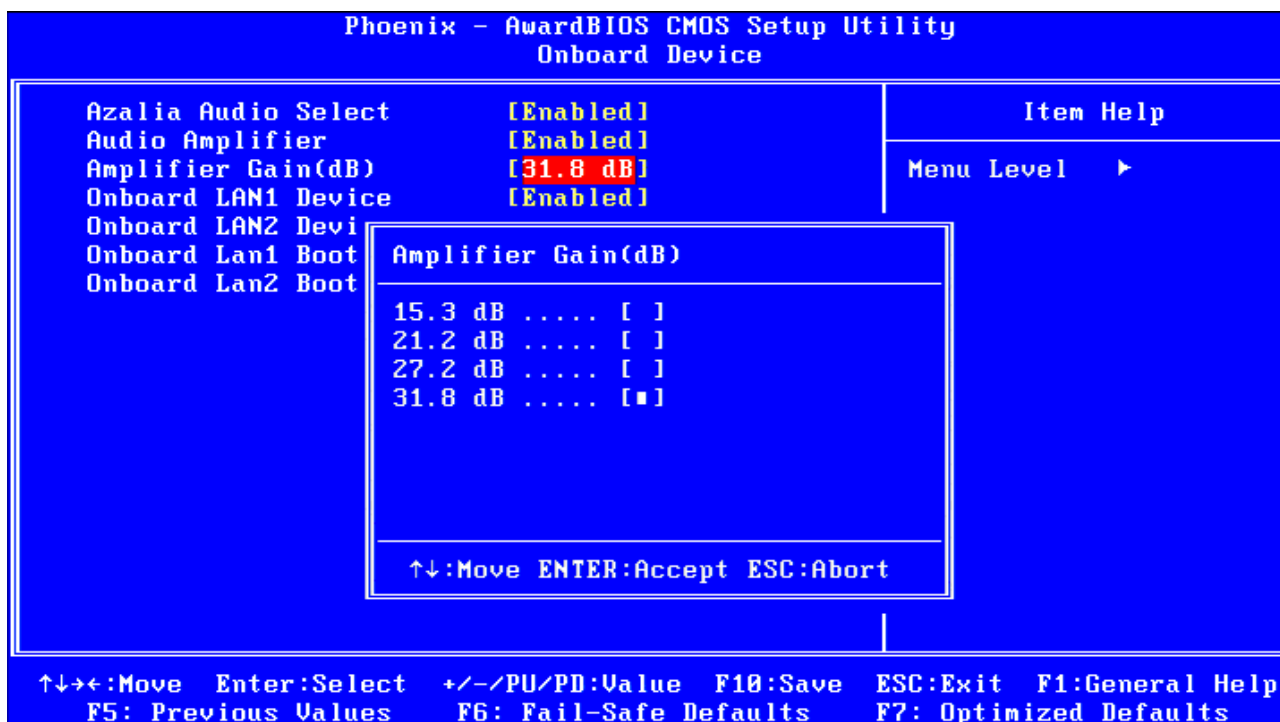 Phoenix - AwardBIOS CMOS Setup Utility
Onboard Device
Azalia Audio Select [Enabled]
Audio Amplifier [Enabled]
Amplifier Gain(dB) [31.8 dB]
Onboard LAN1 Device [Enabled]
Onboard LAN2 Devi
Onboard Lan1 Boot
Onboard Lan2 Boot
Item Help
Menu Level ►
Amplifier Gain(dB)
15.3 dB ..... [ ]
21.2 dB ..... [ ]
27.2 dB ..... [ ]
31.8 dB ..... [■]
↑↓:Move ENTER:Accept ESC:Abort
↑↓→←:Move Enter:Select +/-/PU/PD:Value F10:Save ESC:Exit F1:General Help
F5: Previous Values F6: Fail-Safe Defaults F7: Optimized Defaults